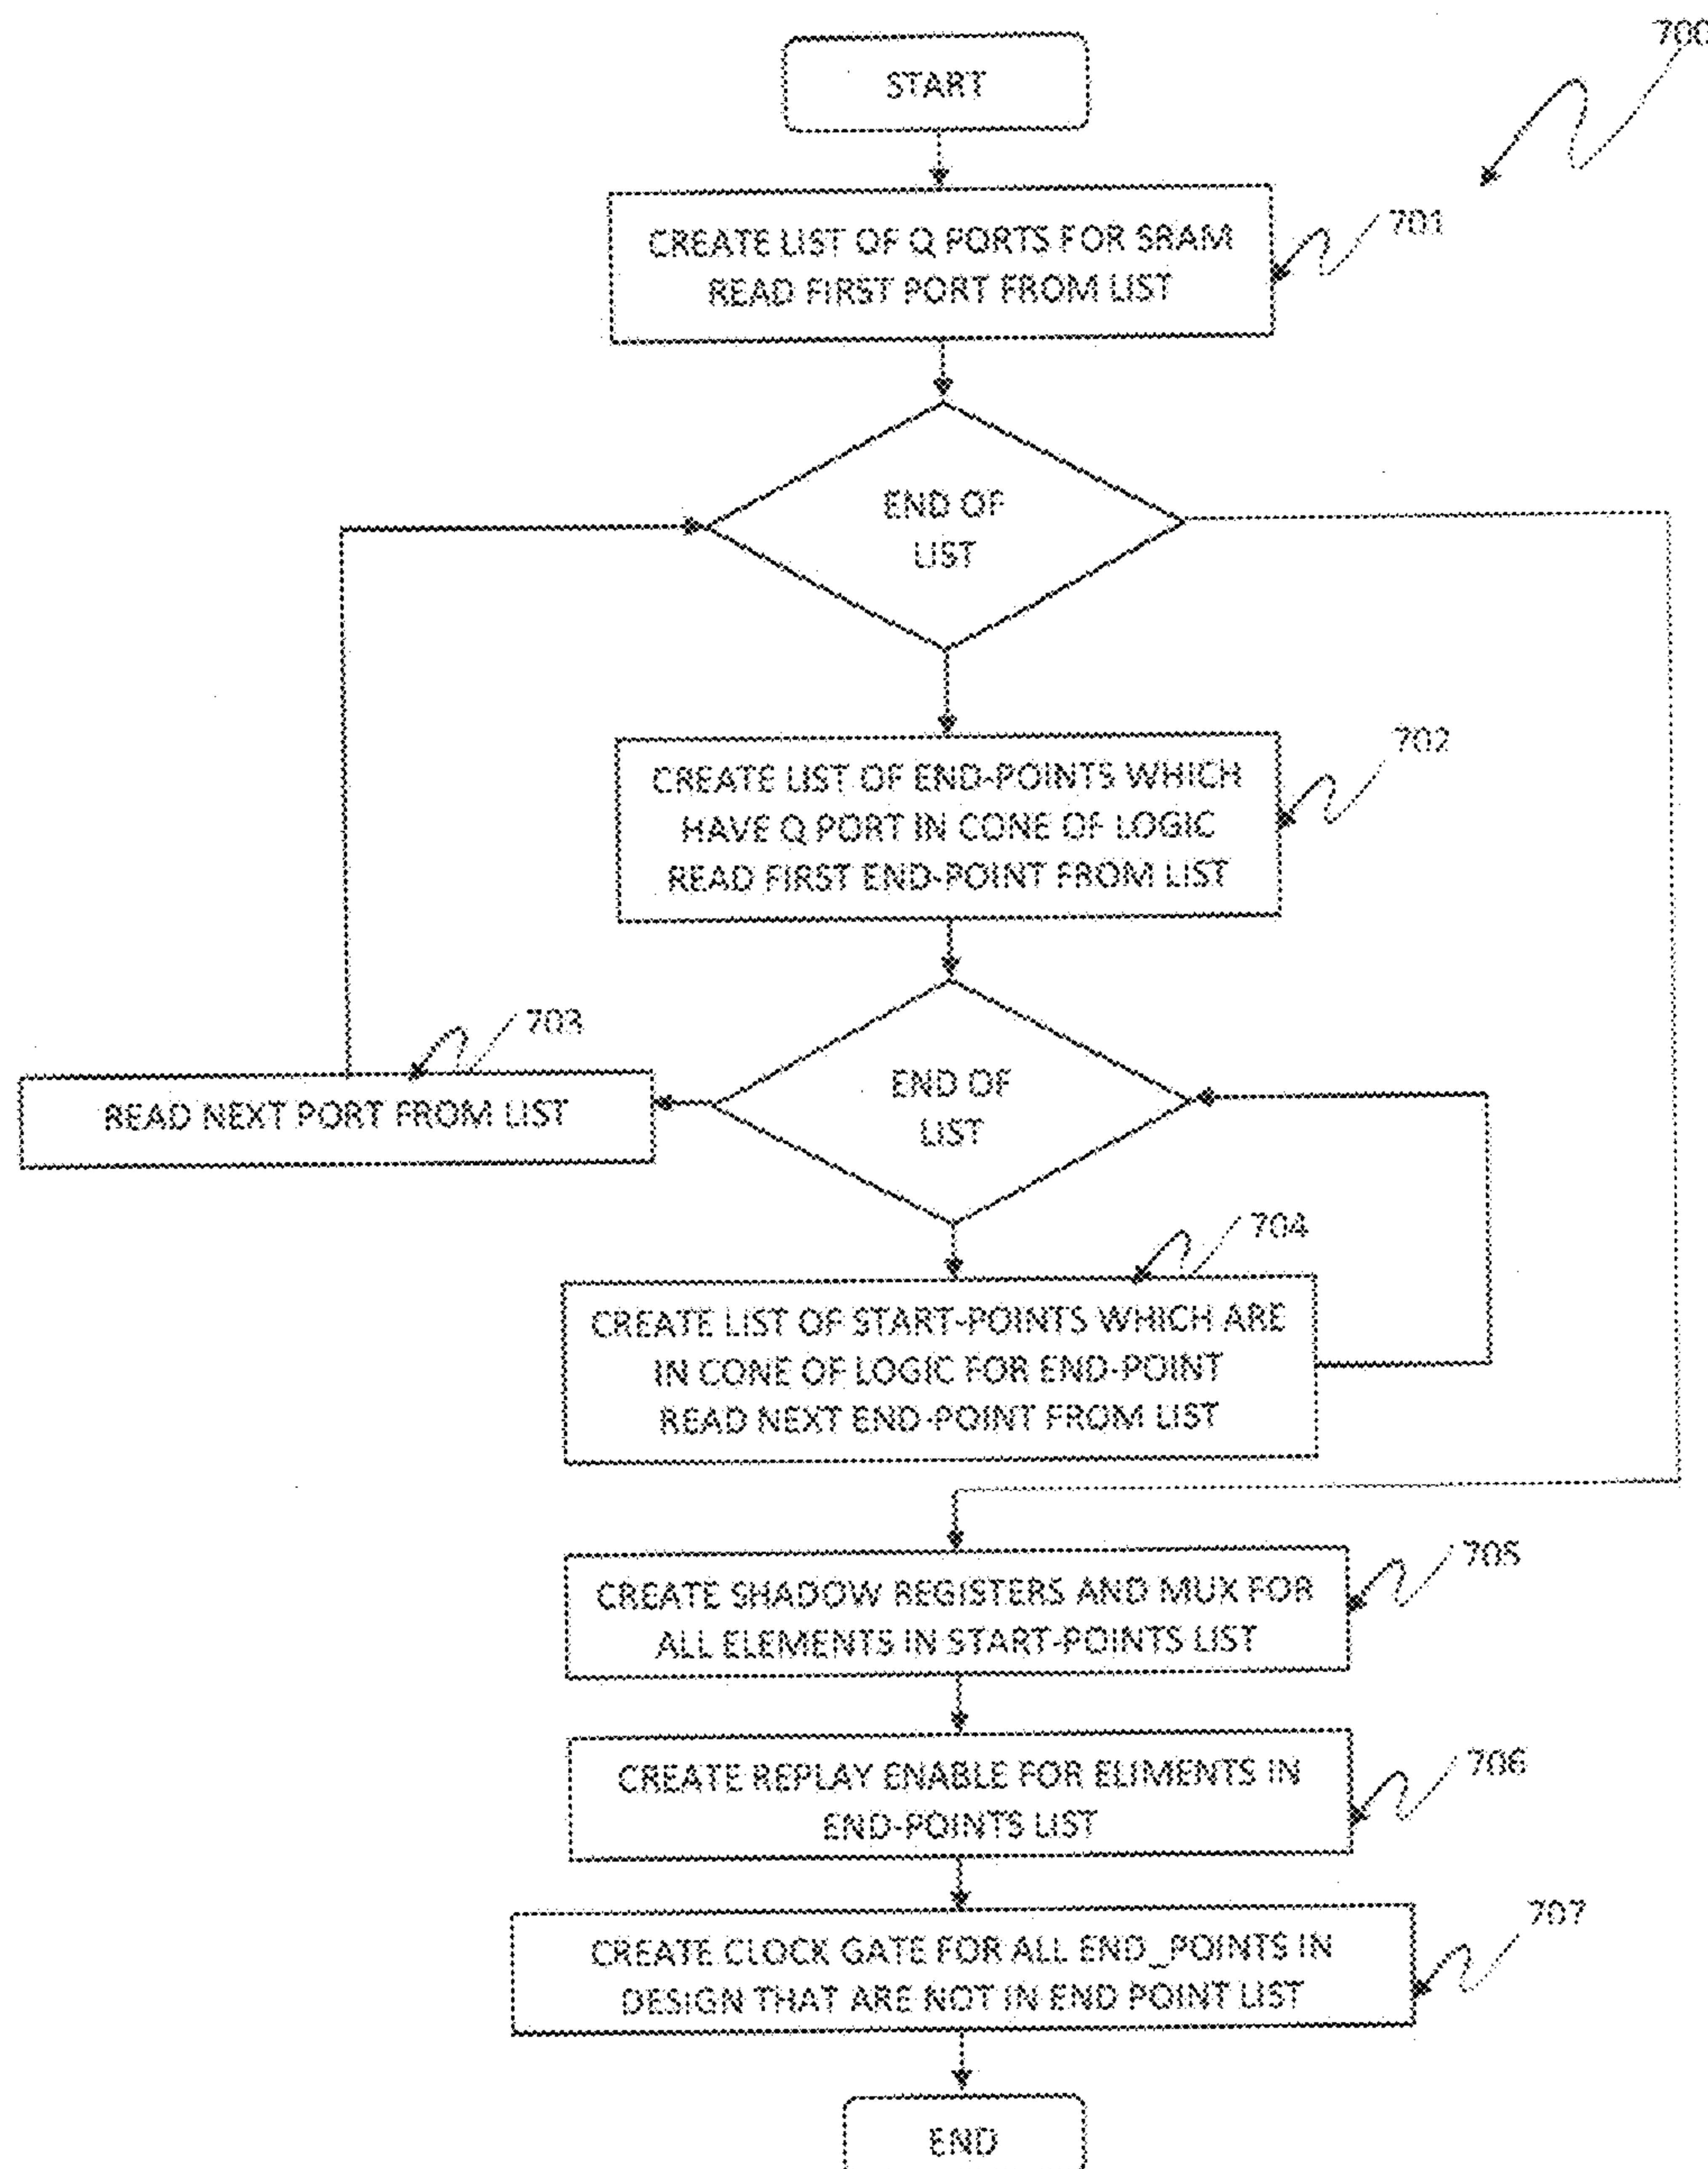 700
START
701
CREATE LIST OF Q PORTS FOR SRAM
READ FIRST PORT FROM LIST
END OF
LIST
702
CREATE LIST OF END-POINTS WHICH
HAVE Q PORT IN CONE OF LOGIC
READ FIRST END-POINT FROM LIST
703
READ NEXT PORT FROM LIST
END OF
LIST
704
CREATE LIST OF START-POINTS WHICH ARE
IN CONE OF LOGIC FOR END-POINT
READ NEXT END-POINT FROM LIST
705
CREATE SHADOW REGISTERS AND MUX FOR
ALL ELEMENTS IN START-POINTS LIST
706
CREATE REPLAY ENABLE FOR ELIMENTS IN
END-POINTS LIST
707
CREATE CLOCK GATE FOR ALL END_POINTS IN
DESIGN THAT ARE NOT IN END POINT LIST
END